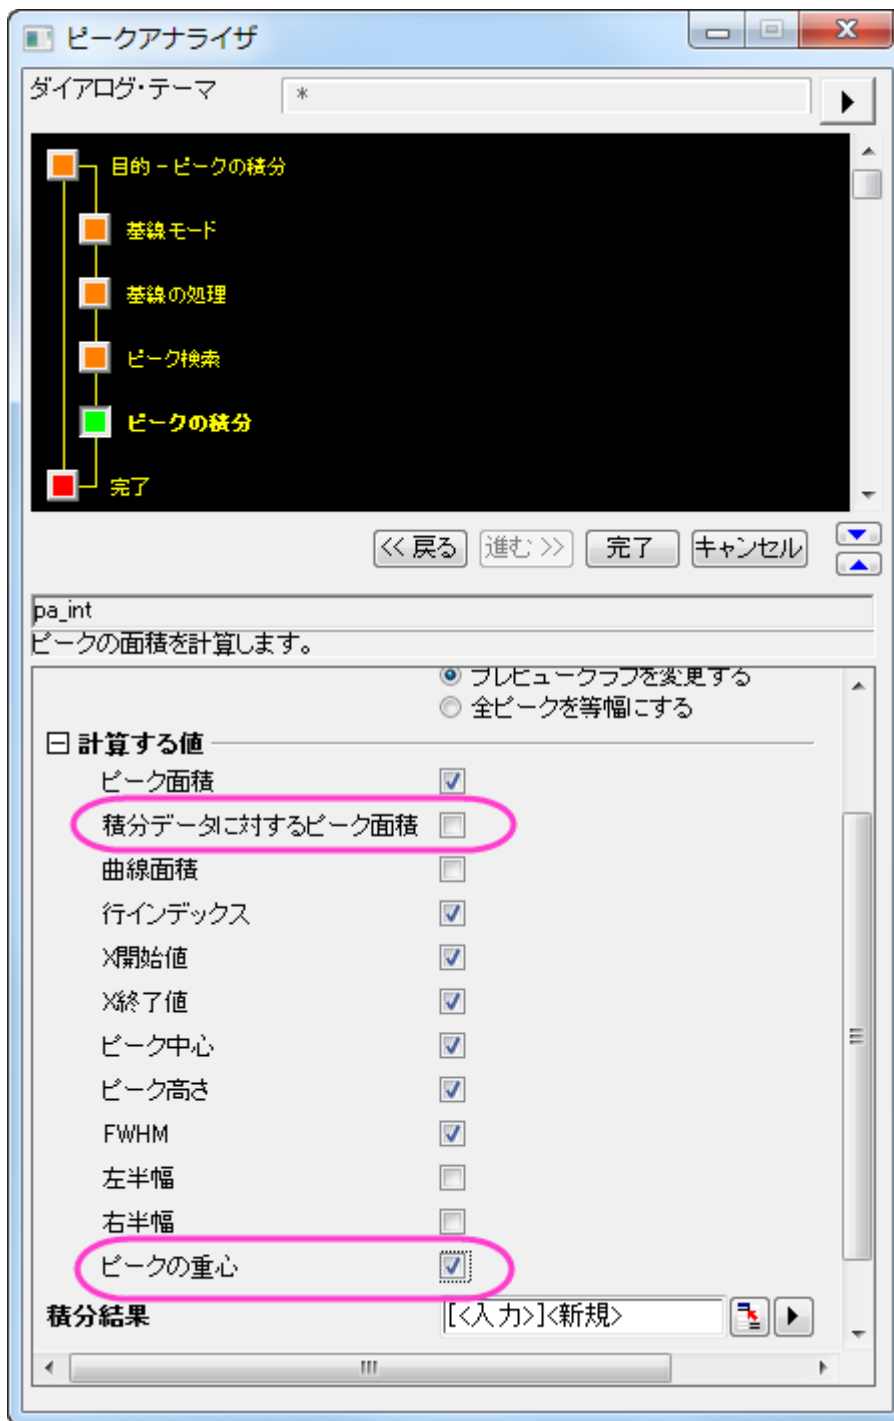 ピークアナライザ
ダイアログ・テーマ *
目的 - ピークの積分
基線モード
基線の処理
ピーク検索
ピークの積分
完了
<< 戻る 進む >> 完了 キャンセル
pa_int
ピークの面積を計算します。
プレビューグラフを変更する
全ピークを等幅にする
計算する値
ピーク面積
積分データに対するピーク面積
曲線面積
行インデックス
X開始値
X終了値
ピーク中心
ピーク高さ
FWHM
左半幅
右半幅
ピークの重心
積分結果 [<入力>]<新規>